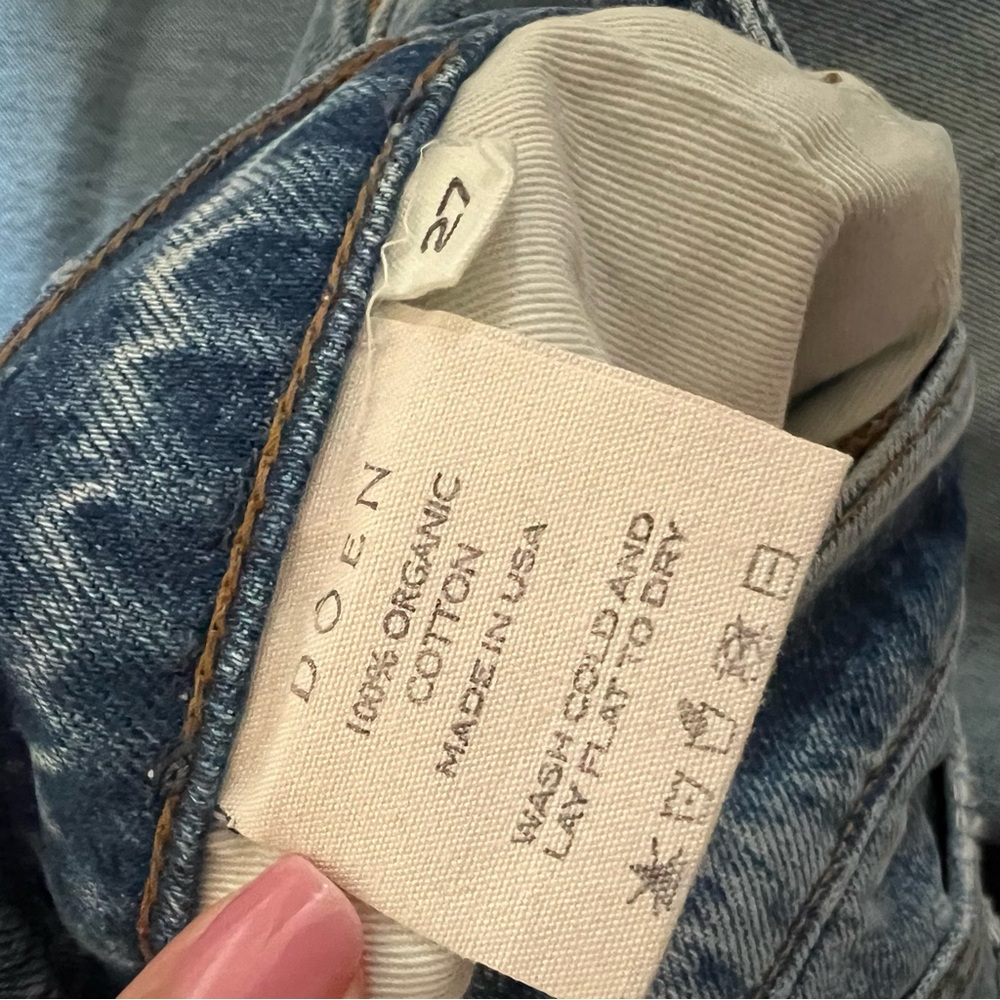 27
DOEN
100% ORGANIC
COTTON
MADE IN USA
WASH COLD AND
LAY FLAT TO DRY